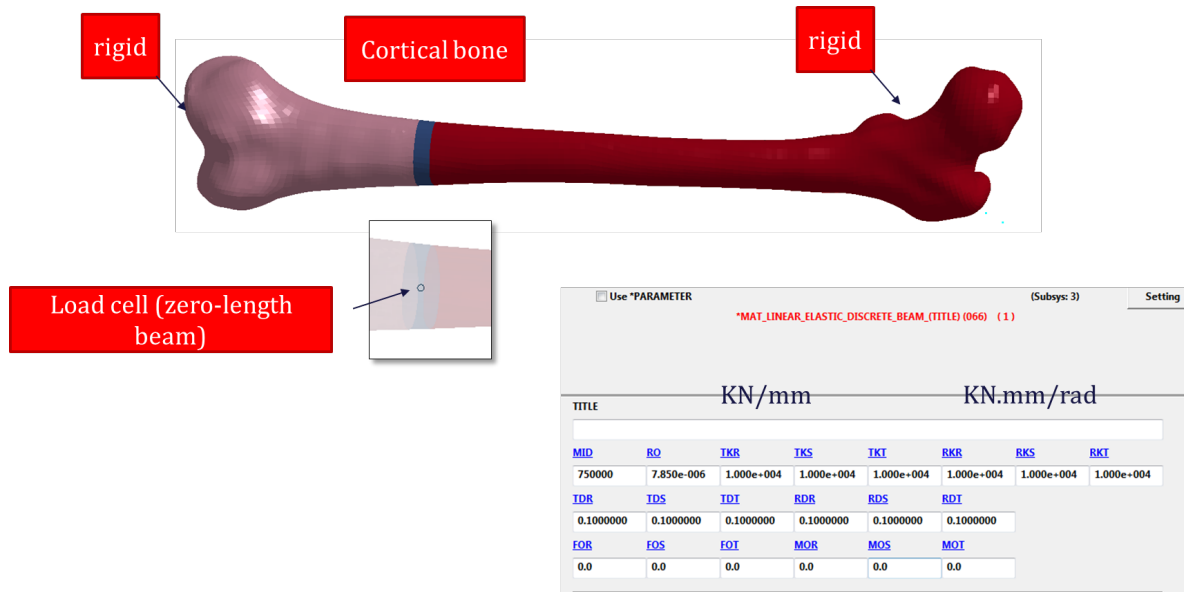 rigid
Cortical bone
rigid
Load cell (zero-length
beam)
Use *PARAMETER
(Subsys: 3)
Setting
*MAT_LINEAR_ELASTIC_DISCRETE_BEAM_(TITLE) (066) (1)
KN/mm
KN.mm/rad
TITLE
MID RO TKR TKS TKT RKR RKS RKT
750000 7.850e-006 1.000e+004 1.000e+004 1.000e+004 1.000e+004 1.000e+004 1.000e+004
TDR TDS TDT RDR RDS RDT
0.1000000 0.1000000 0.1000000 0.1000000 0.1000000 0.1000000
FOR FOS FOT MOR MOS MOT
0.0 0.0 0.0 0.0 0.0 0.0